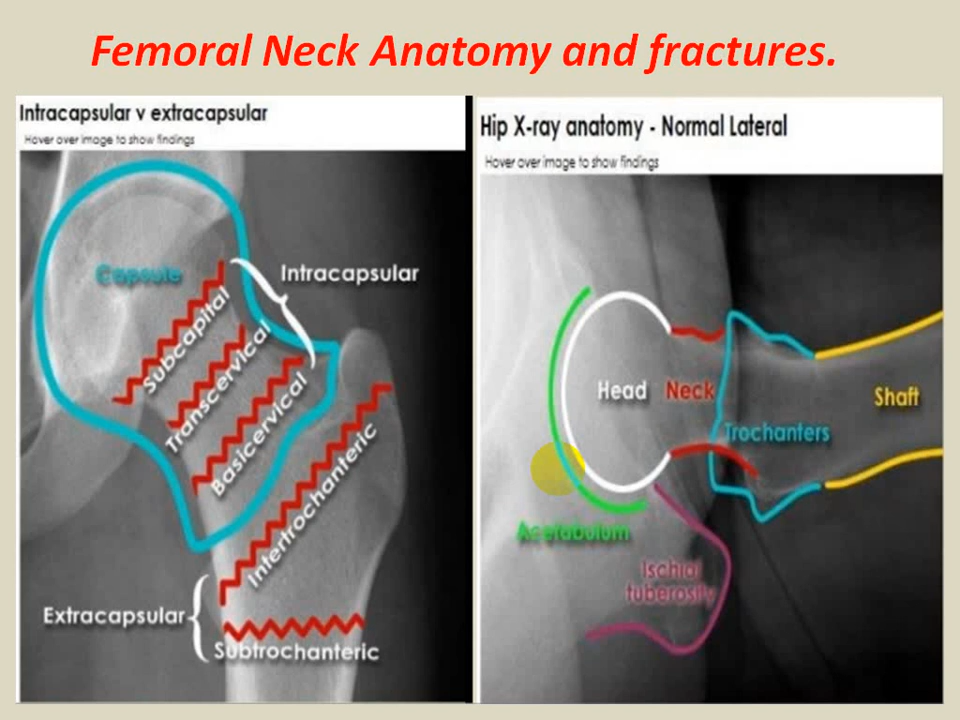 Femoral Neck Anatomy and fractures.
Intracapsular v extracapsular
Hover over image to show findings
Capsule
Intracapsular
Subcapital
Transcervical
Basicervical
Intertrochanteric
Extracapsular
Subtrochanteric
Hip X-ray anatomy - Normal Lateral
Hover over image to show findings
Head
Neck
Shaft
Trochanters
Acetabulum
Ischial
tuberosity